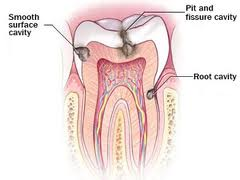 Smooth
surface
cavity
Pit and
fissure cavity
Root cavity